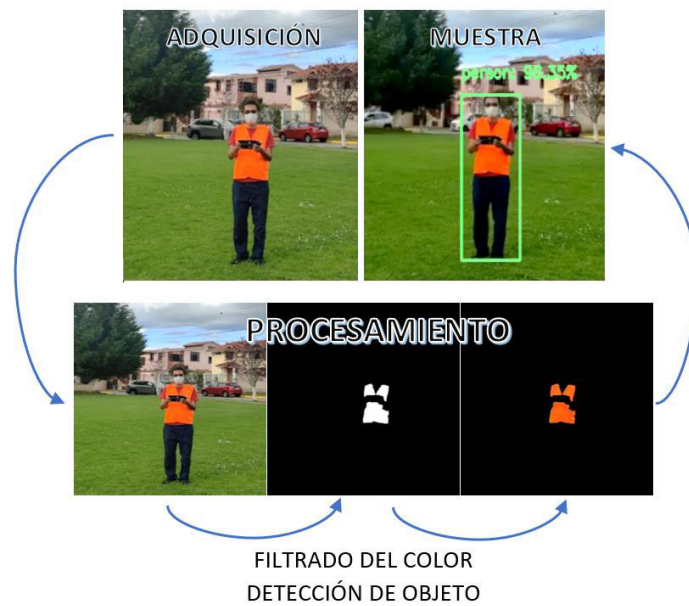 ADQUISICIÓN
MUESTRA
person: 98.35%
PROCESAMIENTO
FILTRADO DEL COLOR
DETECCIÓN DE OBJETO